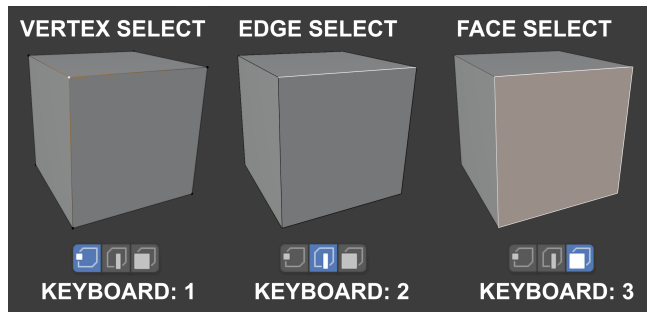 VERTEX SELECT
EDGE SELECT
FACE SELECT
KEYBOARD: 1
KEYBOARD: 2
KEYBOARD: 3